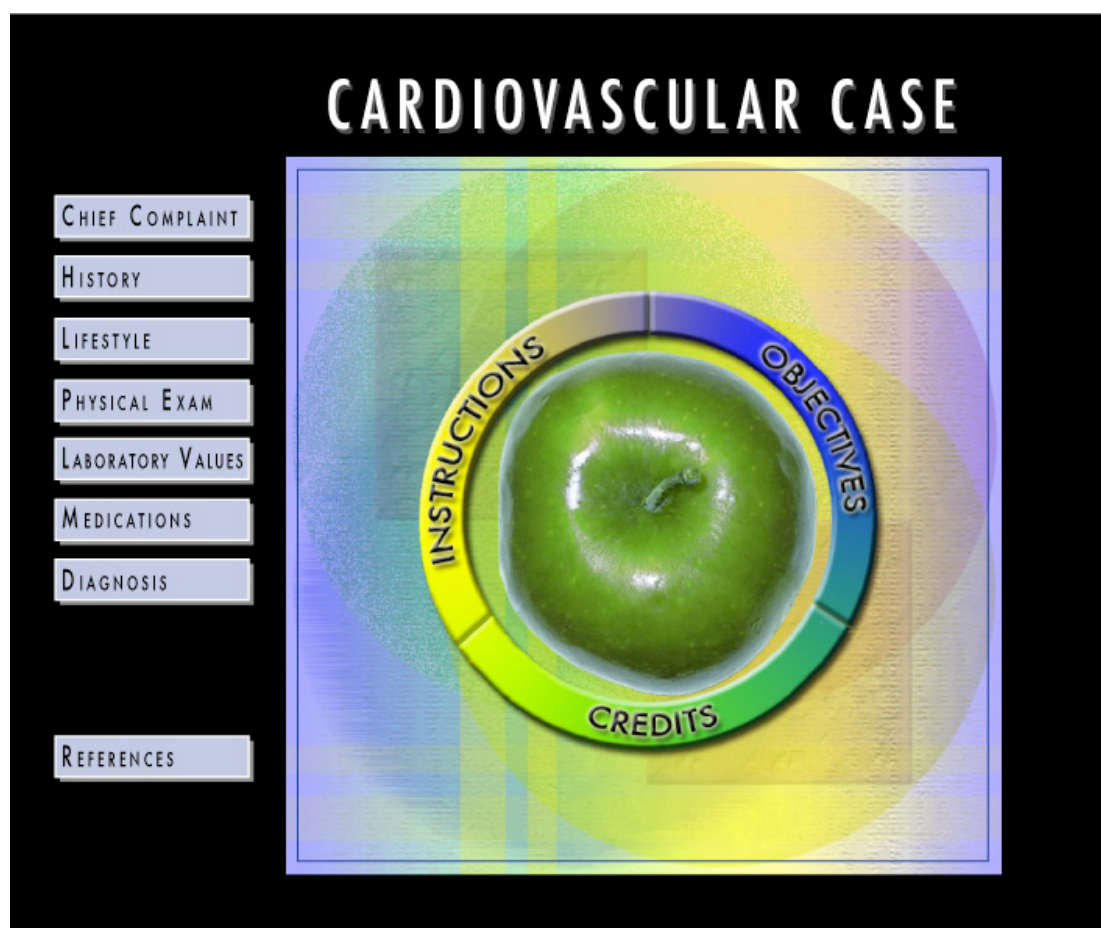 CARDIOVASCULAR CASE
CHIEF COMPLAINT
HISTORY
LIFESTYLE
PHYSICAL EXAM
LABORATORY VALUES
MEDICATIONS
DIAGNOSIS
REFERENCES
INSTRUCTIONS
OBJECTIVES
CREDITS